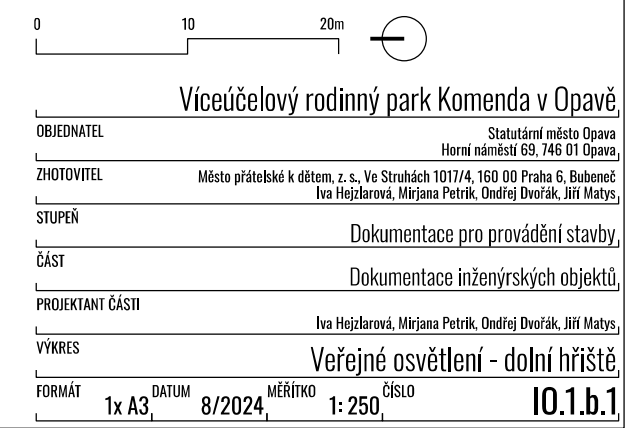 0 10 20m
Víceúčelový rodinný park Komenda v Opavě
OBJEDNATEL
Statutární město Opava
Horní náměstí 69, 746 01 Opava
ZHOTOVITEL
Město přátelské k dětem, z. s., Ve Struhách 1017/4, 160 00 Praha 6, Bubeneč
Iva Hejzlarová, Mirjana Petrik, Ondřej Dvořák, Jiří Matys
STUPEŇ
Dokumentace pro provádění stavby
ČÁST
Dokumentace inženýrských objektů
PROJEKTANT ČÁSTI
Iva Hejzlarová, Mirjana Petrik, Ondřej Dvořák, Jiří Matys
VÝKRES
Veřejné osvětlení - dolní hřiště
FORMÁT 1x A3 DATUM 8/2024 MĚŘÍTKO 1: 250 ČÍSLO IO.1.b.1